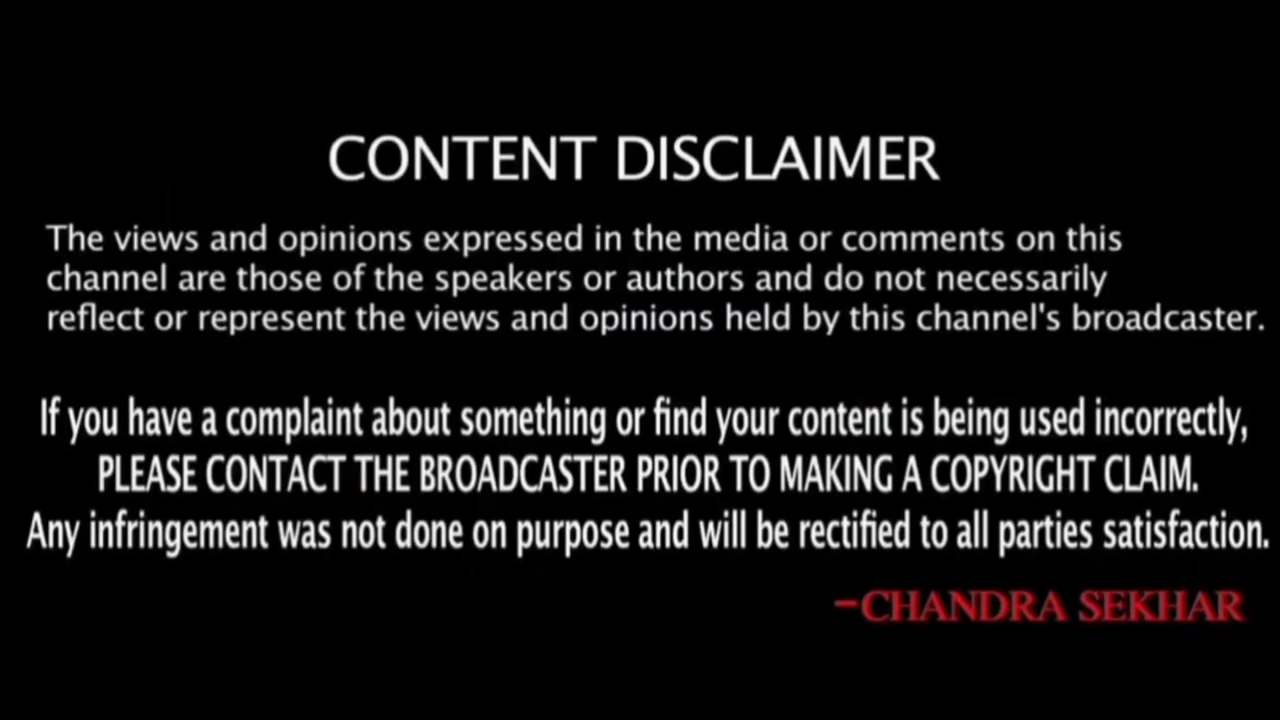 CONTENT DISCLAIMER
The views and opinions expressed in the media or comments on this
channel are those of the speakers or authors and do not necessarily
reflect or represent the views and opinions held by this channel's broadcaster.
If you have a complaint about something or find your content is being used incorrectly,
PLEASE CONTACT THE BROADCASTER PRIOR TO MAKING A COPYRIGHT CLAIM.
Any infringement was not done on purpose and will be rectified to all parties satisfaction.
-CHANDRA SEKHAR